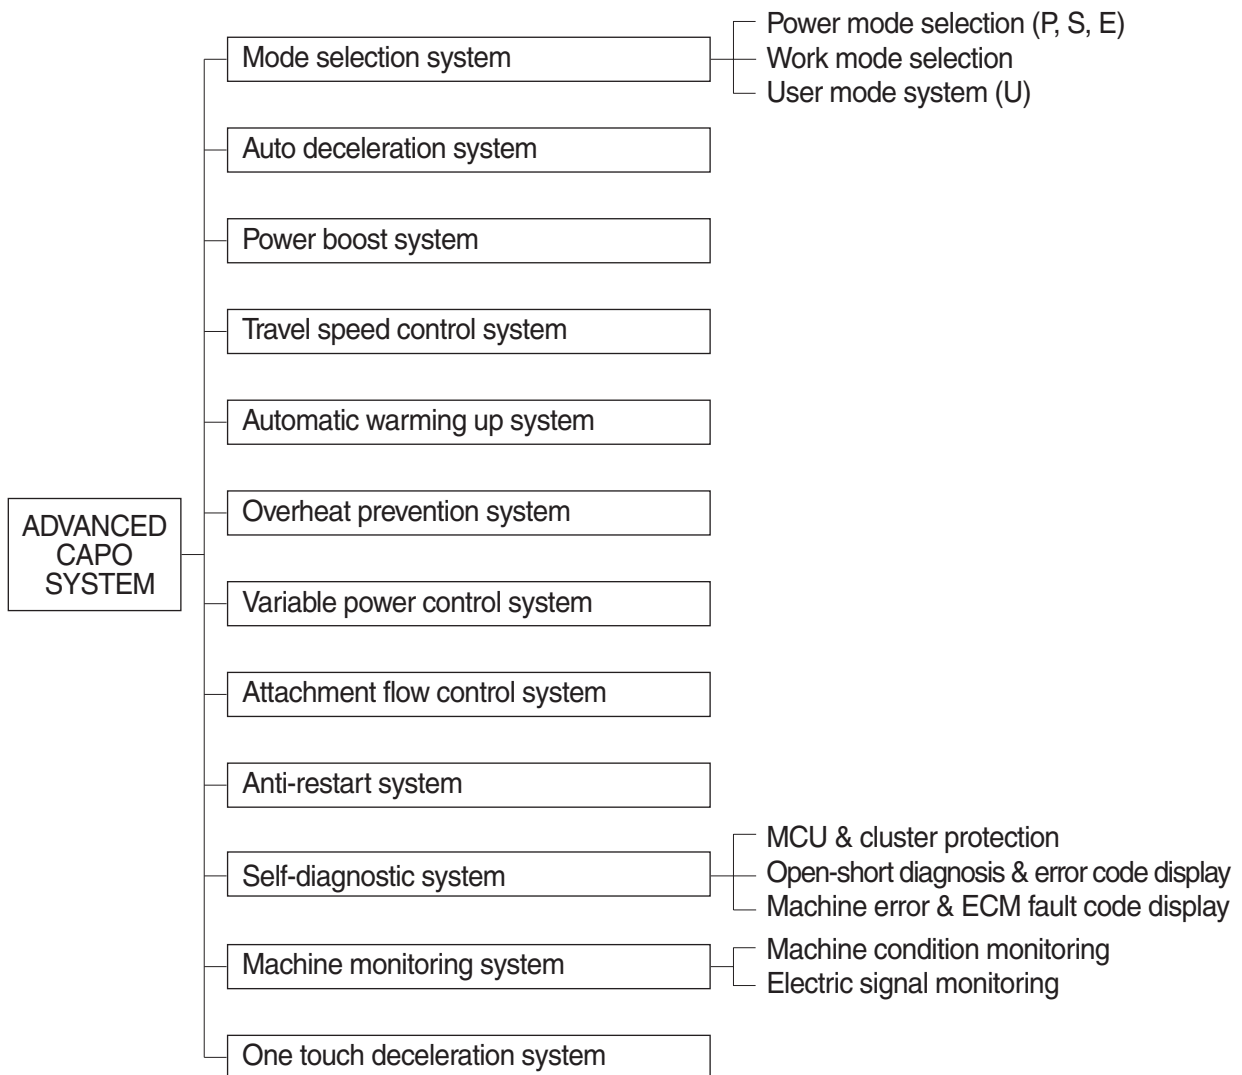 Power mode selection (P, S, E)
Mode selection system
Work mode selection
User mode system (U)
Auto deceleration system
Power boost system
Travel speed control system
Automatic warming up system
Overheat prevention system
ADVANCED
CAPO
SYSTEM
Variable power control system
Attachment flow control system
Anti-restart system
MCU & cluster protection
Self-diagnostic system
Open-short diagnosis & error code display
Machine error & ECM fault code display
Machine condition monitoring
Machine monitoring system
Electric signal monitoring
One touch deceleration system